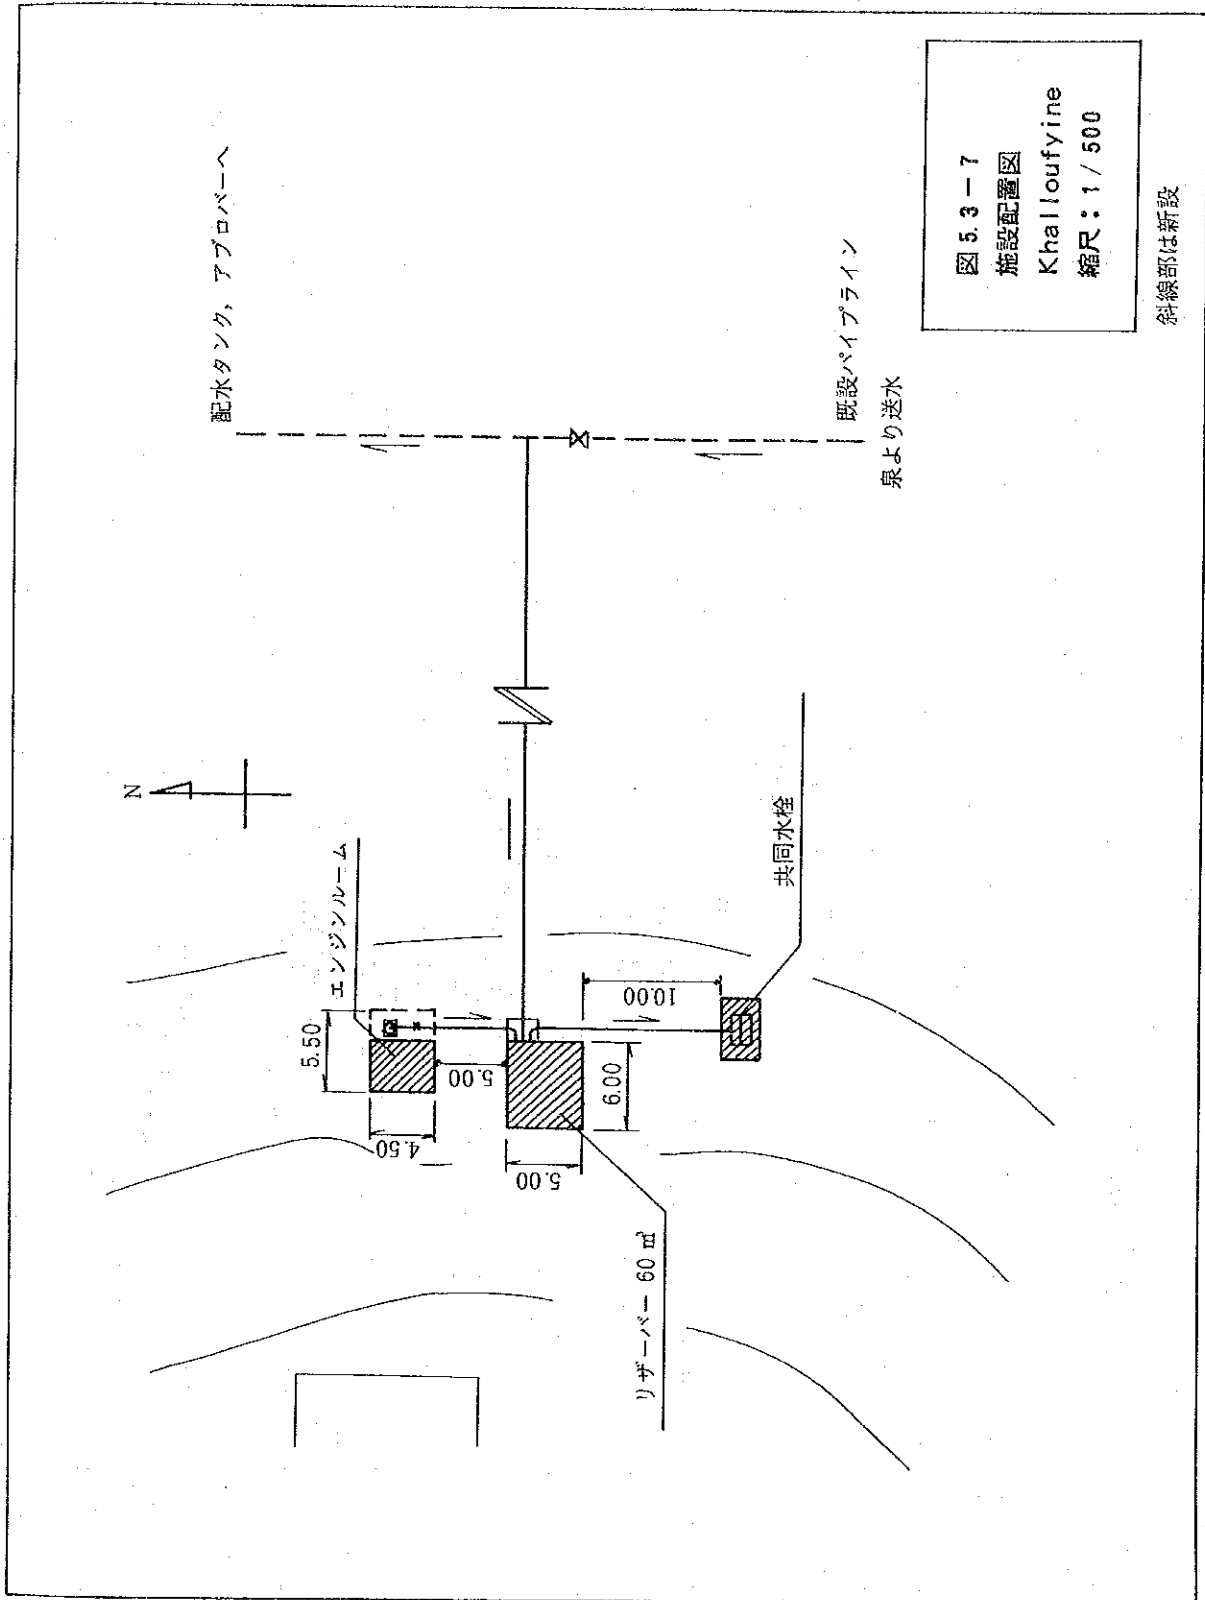 配水タンク, アブロバーへ
N
エンジンルーム
5.50
4.50
5.00
5.00
6.00
10.00
リザーバー 60 ㎥
共同水栓
既設パイプライン
泉より送水
図 5.3 − 7
施設配置図
Khalloufyine
縮尺：1 / 500
斜線部は新設